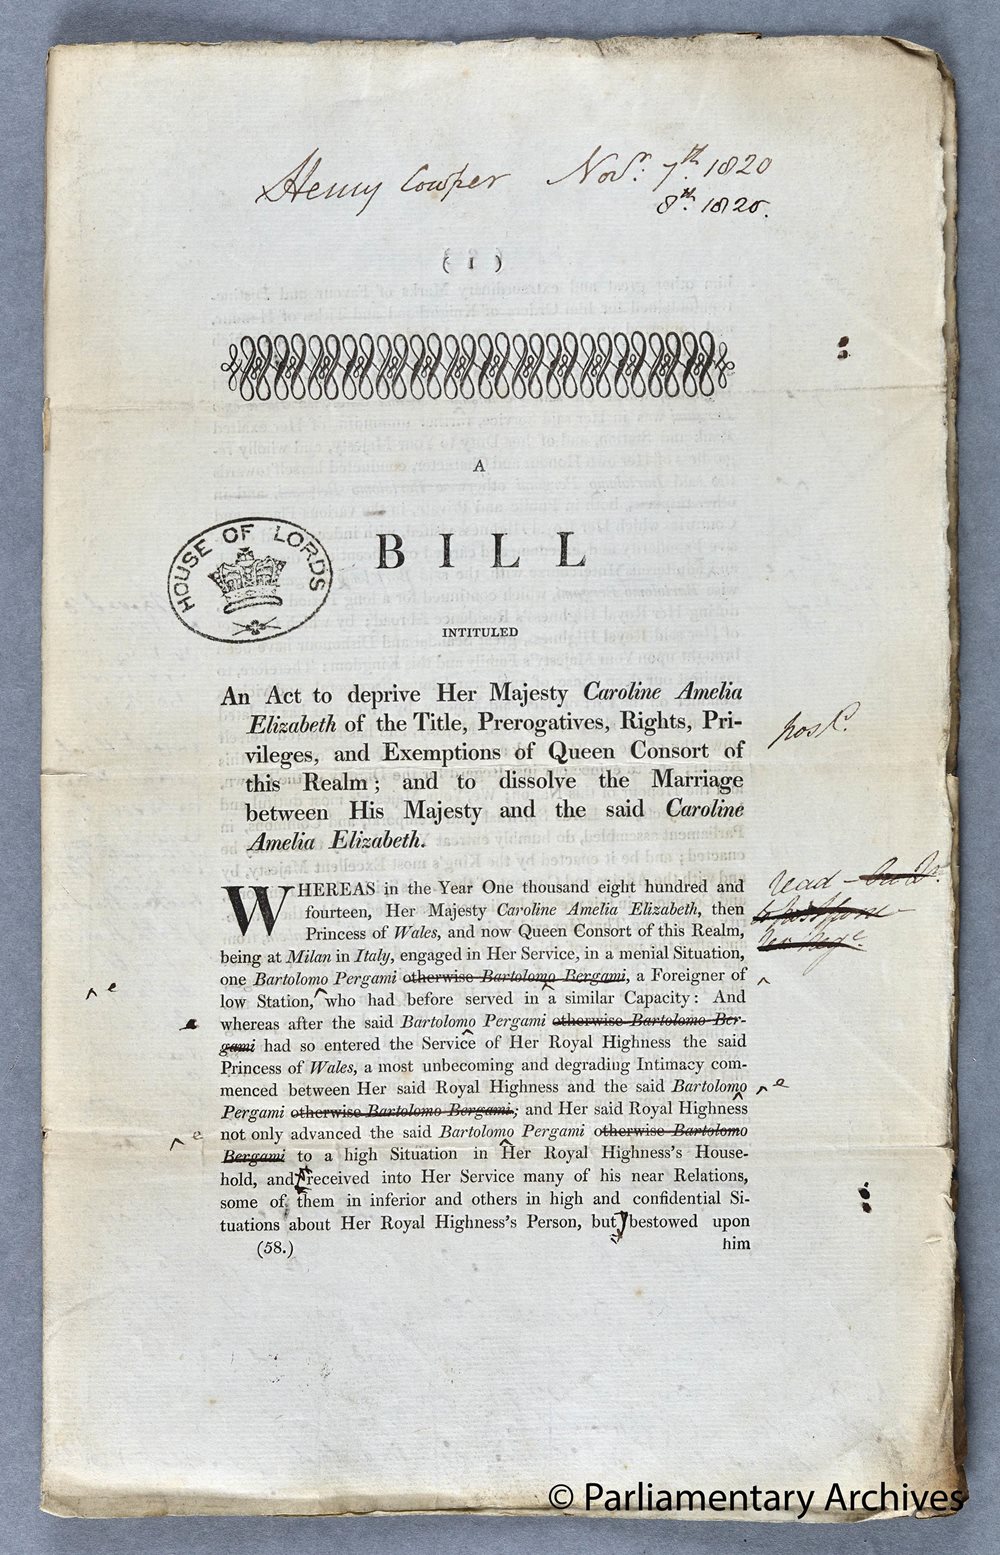 Henry Cowper Novr. 7th. 1820
8th. 1820.
( 1 )
A
BILL
HOUSE OF LORDS
INTITULED
An Act to deprive Her Majesty Caroline Amelia
Elizabeth of the Title, Prerogatives, Rights, Pri-
vileges, and Exemptions of Queen Consort of
this Realm; and to dissolve the Marriage
between His Majesty and the said Caroline
Amelia Elizabeth.
WHEREAS in the Year One thousand eight hundred and
fourteen, Her Majesty Caroline Amelia Elizabeth, then
Princess of Wales, and now Queen Consort of this Realm,
being at Milan in Italy, engaged in Her Service, in a menial Situation,
one Bartolomo Pergami otherwise Bartolomo Bergami, a Foreigner of
low Station, who had before served in a similar Capacity: And
whereas after the said Bartolomo Pergami otherwise Bartolomo Ber-
gami had so entered the Service of Her Royal Highness the said
Princess of Wales, a most unbecoming and degrading Intimacy com-
menced between Her said Royal Highness and the said Bartolomo
Pergami otherwise Bartolomo Bergami; and Her said Royal Highness
not only advanced the said Bartolomo Pergami otherwise Bartolomo
Bergami to a high Situation in Her Royal Highness's House-
hold, and received into Her Service many of his near Relations,
some of them in inferior and others in high and confidential Si-
tuations about Her Royal Highness's Person, but bestowed upon
(58.) him
read
e
e
e
© Parliamentary Archives